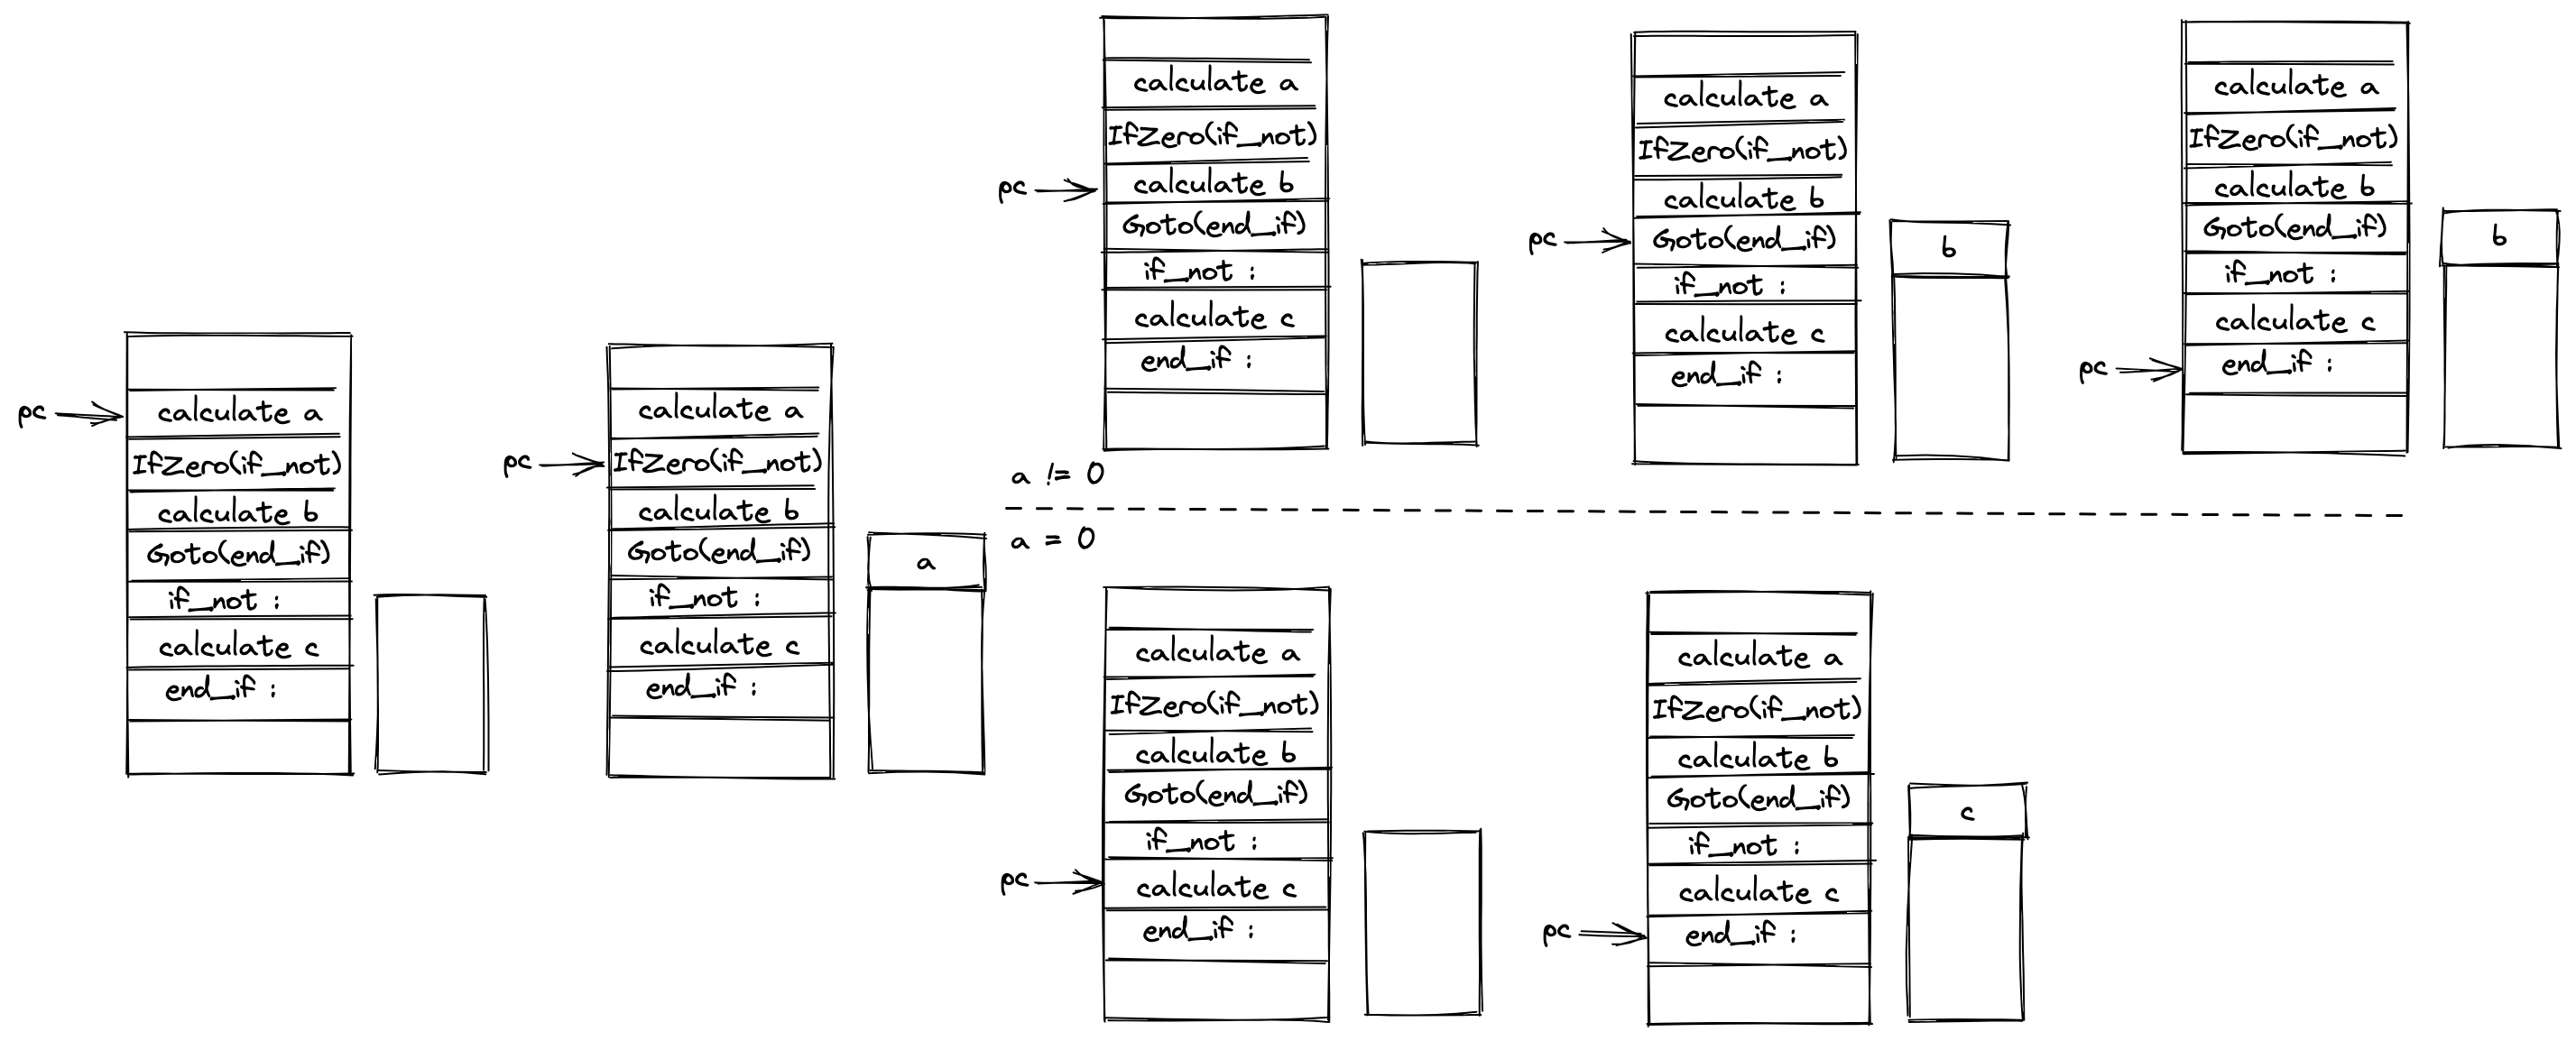 pc
calculate a
IfZero(if_not)
calculate b
Goto(end_if)
if_not :
calculate c
end_if :
pc
calculate a
IfZero(if_not)
calculate b
Goto(end_if)
if_not :
calculate c
end_if :
a
a != 0
pc
calculate a
IfZero(if_not)
calculate b
Goto(end_if)
if_not :
calculate c
end_if :
pc
calculate a
IfZero(if_not)
calculate b
Goto(end_if)
if_not :
calculate c
end_if :
b
pc
calculate a
IfZero(if_not)
calculate b
Goto(end_if)
if_not :
calculate c
end_if :
b
a = 0
pc
calculate a
IfZero(if_not)
calculate b
Goto(end_if)
if_not :
calculate c
end_if :
pc
calculate a
IfZero(if_not)
calculate b
Goto(end_if)
if_not :
calculate c
end_if :
c